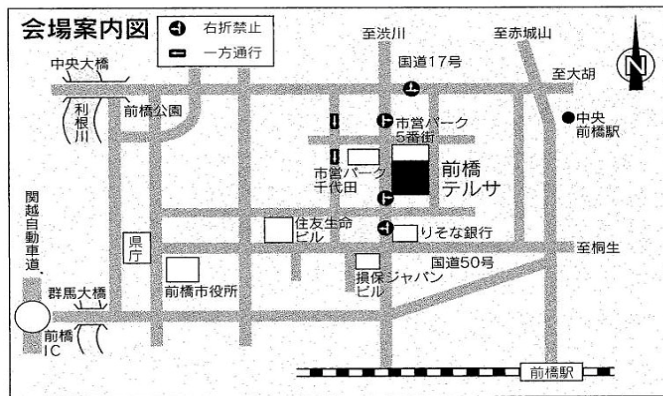 会場案内図
右折禁止
一方通行
至渋川
至赤城山
国道17号
至大胡
N
中央大橋
利根川
前橋公園
市営パーク
5番街
中央
前橋駅
市営パーク
千代田
前橋
テルサ
関越自動車道
県庁
住友生命
ビル
りそな銀行
至桐生
国道50号
前橋市役所
損保ジャパン
ビル
群馬大橋
前橋
IC
前橋駅